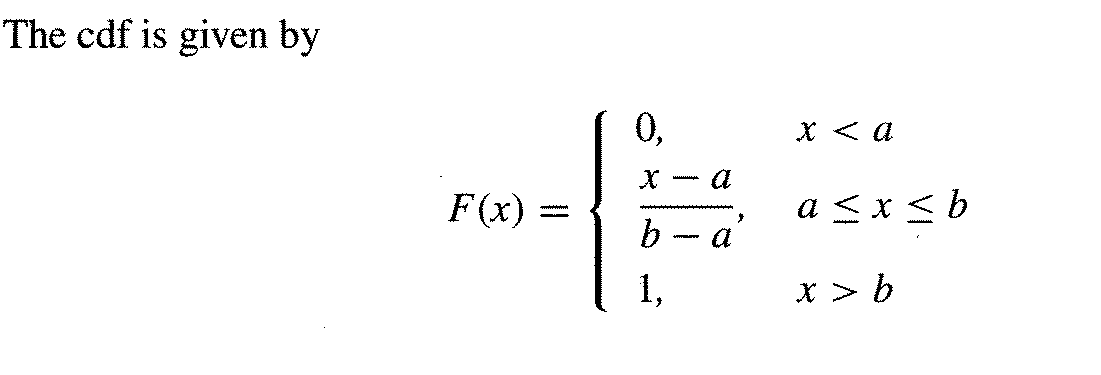 The cdf is given by
F(x) = { 0, x < a
x − a / b − a, a ≤ x ≤ b
1, x > b